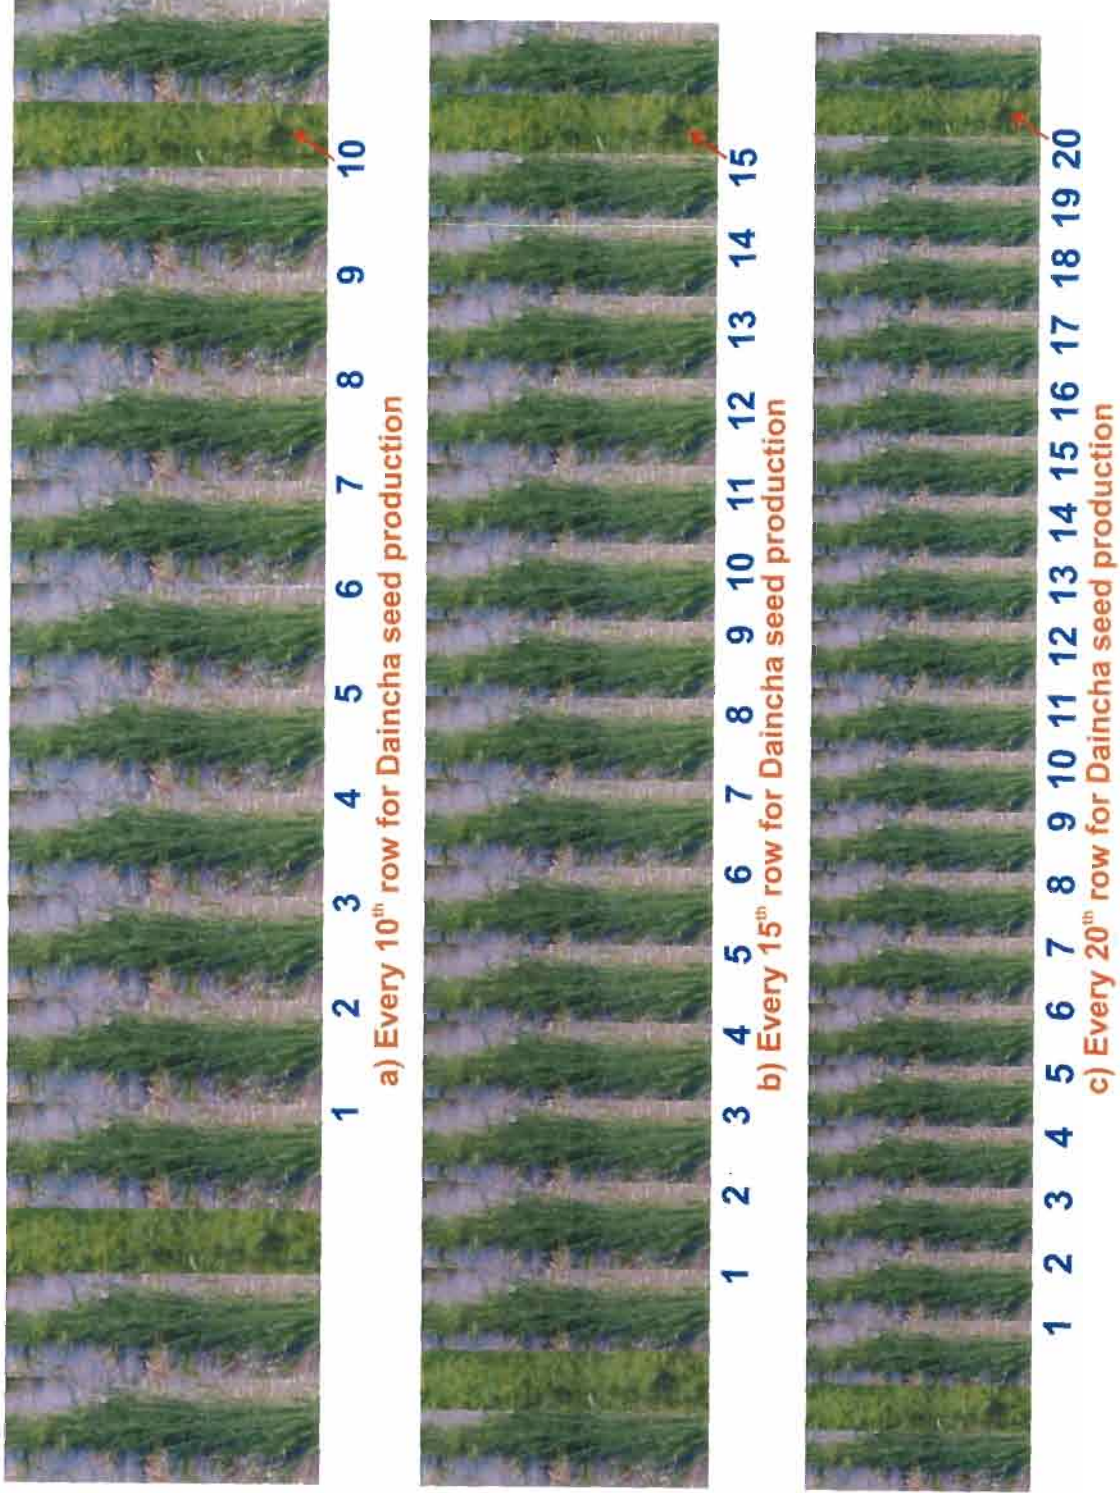 1 2 3 4 5 6 7 8 9 10
a) Every 10th row for Daincha seed production
1 2 3 4 5 6 7 8 9 10 11 12 13 14 15
b) Every 15th row for Daincha seed production
1 2 3 4 5 6 7 8 9 10 11 12 13 14 15 16 17 18 19 20
c) Every 20th row for Daincha seed production